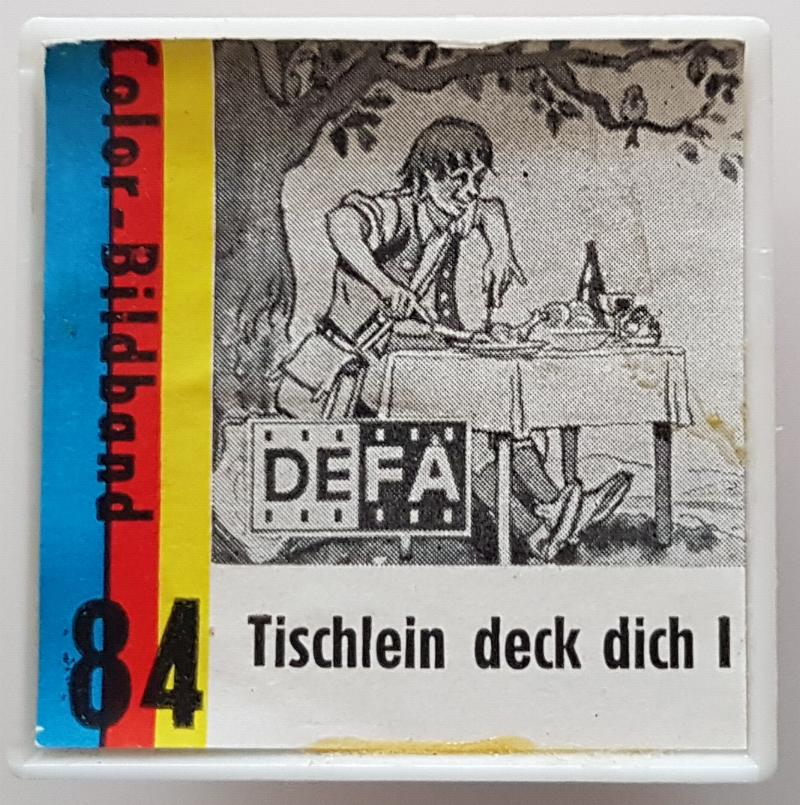 Color-Bildband
84
DEFA
Tischlein deck dich I